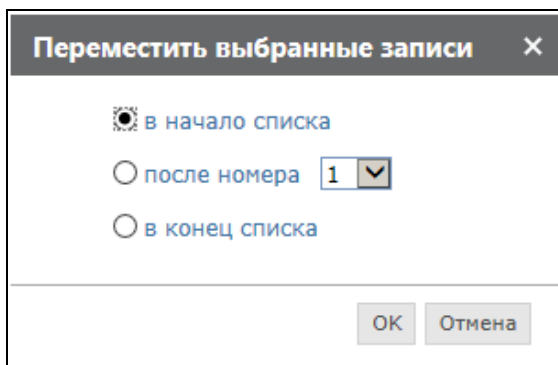 Переместить выбранные записи ×
в начало списка
после номера 1
в конец списка
OK Отмена